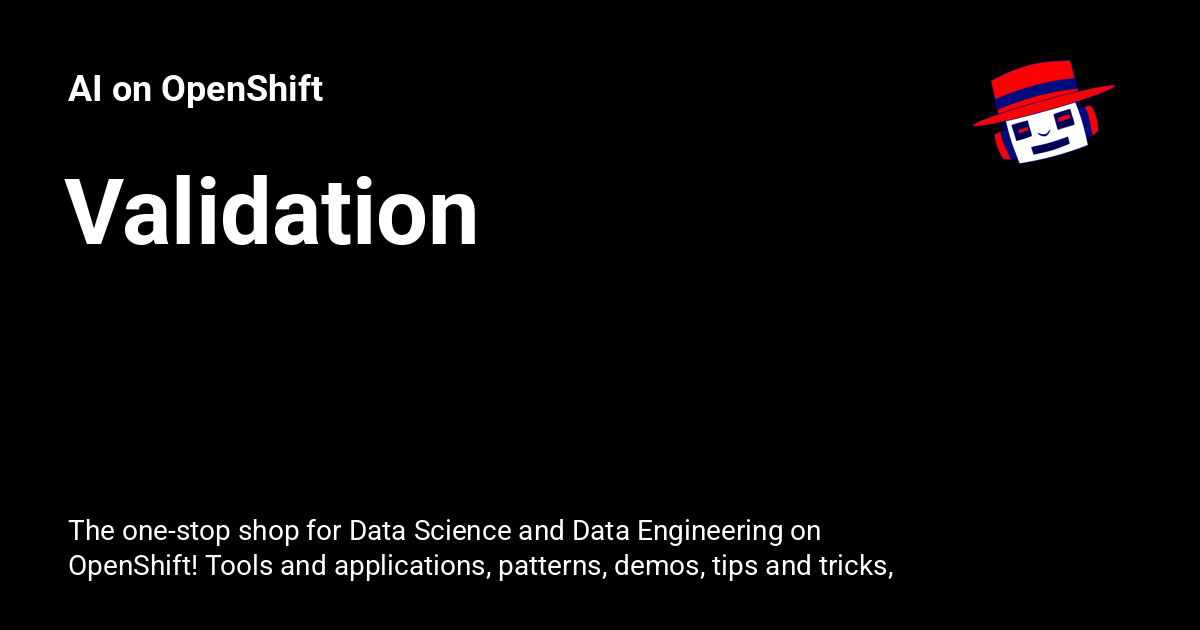 AI on OpenShift
Validation
The one-stop shop for Data Science and Data Engineering on
OpenShift! Tools and applications, patterns, demos, tips and tricks,